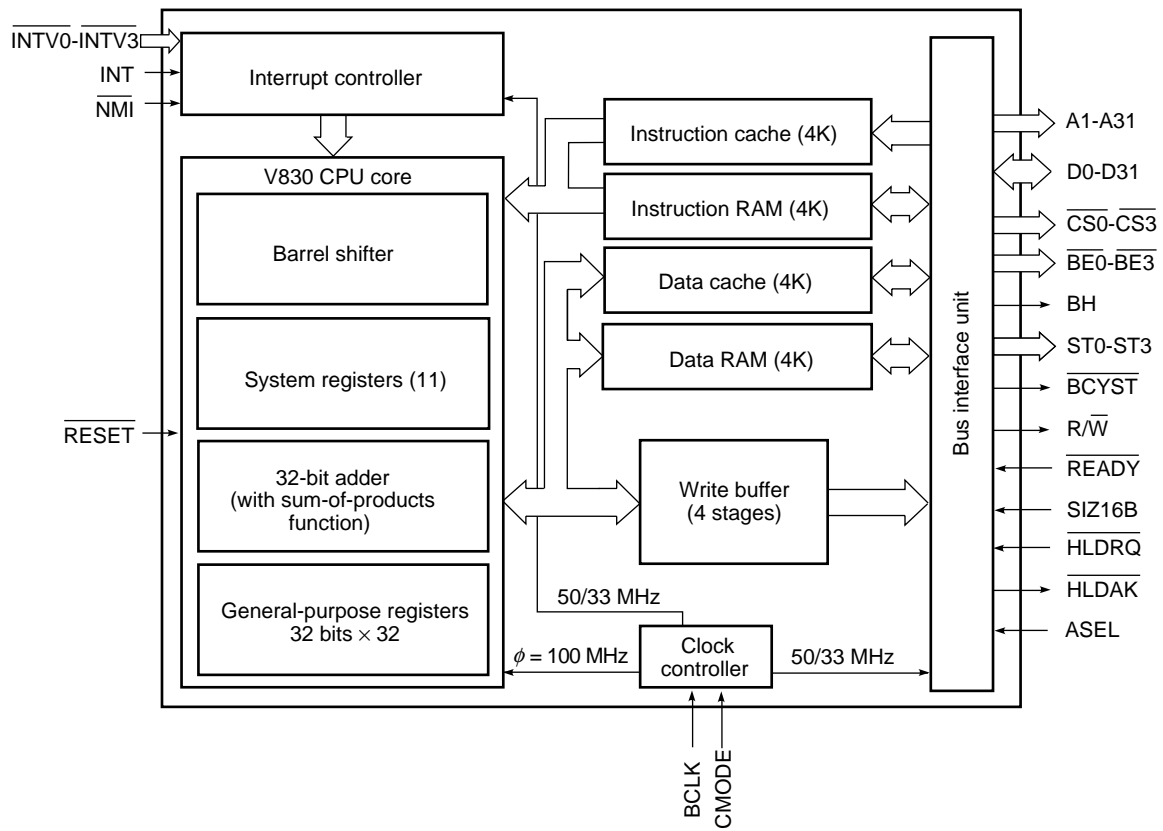 INTV0-INTV3
INT
NMI
Interrupt controller
V830 CPU core
Barrel shifter
System registers (11)
RESET
32-bit adder
(with sum-of-products
function)
General-purpose registers
32 bits × 32
Instruction cache (4K)
Instruction RAM (4K)
Data cache (4K)
Data RAM (4K)
Write buffer
(4 stages)
50/33 MHz
ϕ = 100 MHz
Clock
controller
50/33 MHz
BCLK
CMODE
Bus interface unit
A1-A31
D0-D31
CS0-CS3
BE0-BE3
BH
ST0-ST3
BCYST
R/W
READY
SIZ16B
HLDRQ
HLDAK
ASEL